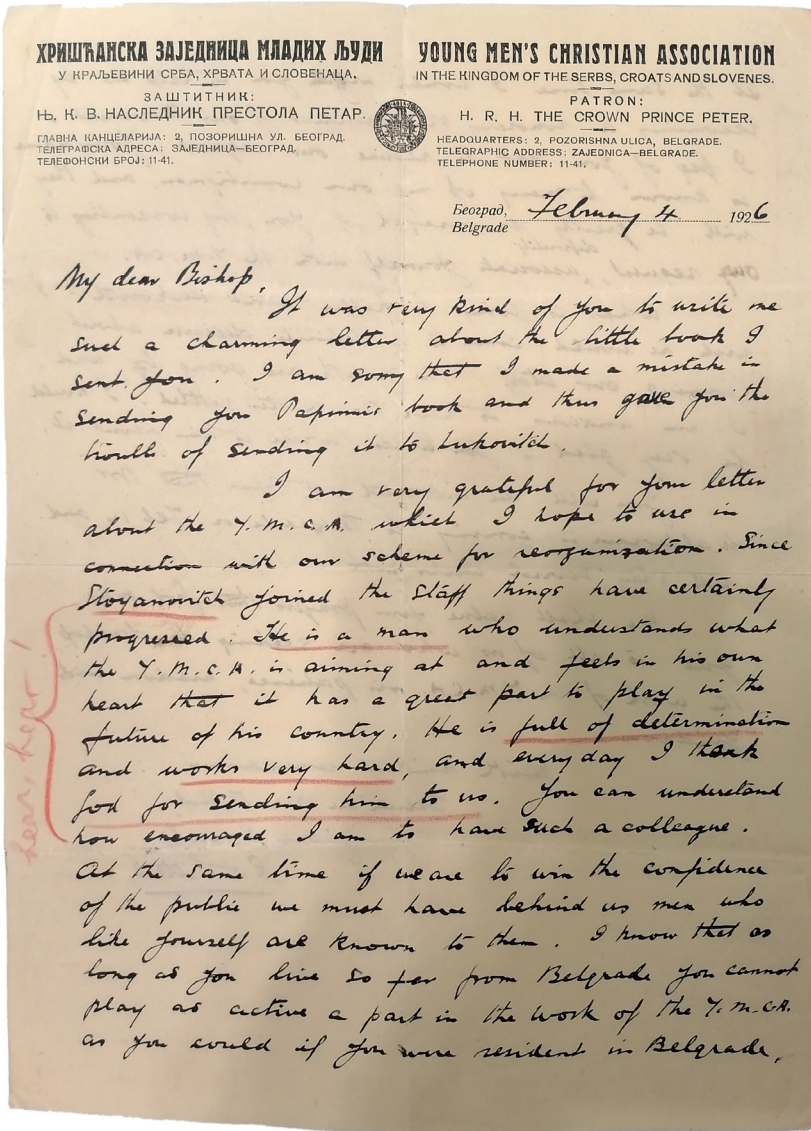 ХРИШЋАНСКА ЗАЈЕДНИЦА МЛАДИХ ЉУДИ
У КРАЉЕВИНИ СРБА, ХРВАТА И СЛОВЕНАЦА.
ЗАШТИТНИК:
Њ. К. В. НАСЛЕДНИК ПРЕСТОЛА ПЕТАР.
ГЛАВНА КАНЦЕЛАРИЈА: 2, ПОЗОРИШНА УЛ. БЕОГРАД.
ТЕЛЕГРАФСКА АДРЕСА: ЗАЈЕДНИЦА—БЕОГРАД.
ТЕЛЕФОНСКИ БРОЈ: 11-41.
YOUNG MEN'S CHRISTIAN ASSOCIATION
IN THE KINGDOM OF THE SERBS, CROATS AND SLOVENES.
PATRON:
H. R. H. THE CROWN PRINCE PETER.
HEADQUARTERS: 2, POZORISHNA ULICA, BELGRADE.
TELEGRAPHIC ADDRESS: ZAJEDNICA—BELGRADE.
TELEPHONE NUMBER: 11-41.
Београд, February 4 1926
Belgrade
My dear Bishop,
It was very kind of you to write me
such a charming letter about the little book I
sent you. I am sorry that I made a mistake in
sending you Papini's book and thus gave you the
trouble of sending it to Lukovitch.
I am very grateful for your letter
about the Y.M.C.A. which I hope to use in
connection with our scheme for reorganization. Since
Stoyanovitch joined the staff things have certainly
progressed. He is a man who understands what
the Y.M.C.A. is aiming at and feels in his own
heart that it has a great part to play in the
future of his country. He is full of determination
and works very hard, and everyday I thank
God for sending him to us. You can understand
how encouraged I am to have such a colleague.
At the same time if we are to win the confidence
of the public we must have behind us men who
like yourself are known to them. I know that as
long as you live so far from Belgrade you cannot
play as active a part in the work of the Y.M.C.A.
as you could if you were resident in Belgrade,
hear, hear!